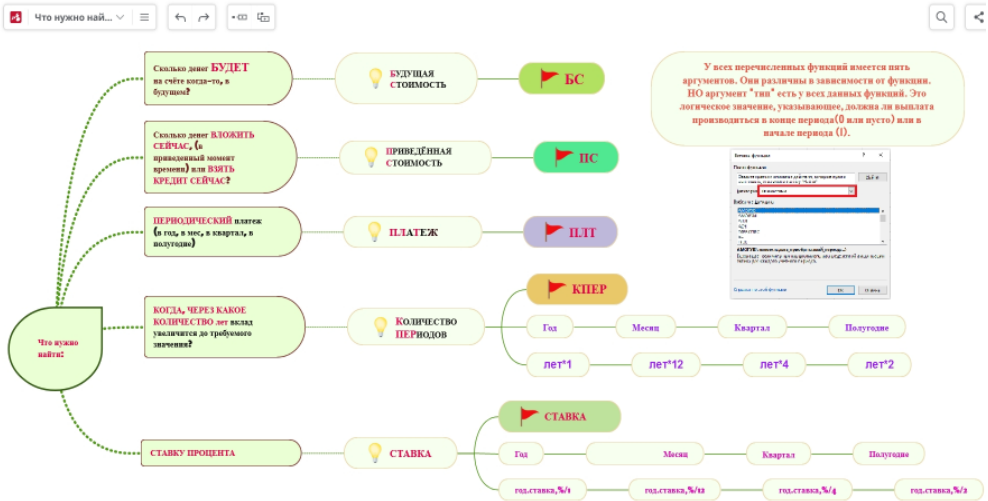 Что нужно най...
Сколько денег БУДЕТ
на счёте когда-то, в
будущем?
БУДУЩАЯ
СТОИМОСТЬ
БС
У всех перечисленных функций имеется пять
аргументов. Они различны в зависимости от функции.
НО аргумент "тип" есть у всех данных функций. Это
логическое значение, указывающее, должна ли выплата
производиться в конце периода(0 или пусто) или в
начале периода (1).
Сколько денег ВЛОЖИТЬ
СЕЙЧАС, (в
приведенный момент
времени) или ВЗЯТЬ
КРЕДИТ СЕЙЧАС?
ПРИВЕДЁННАЯ
СТОИМОСТЬ
ПС
ПЕРИОДИЧЕСКИЙ платеж
(в год, в мес, в квартал, в
полугодие)
ПЛАТЕЖ
ПЛТ
КОГДА, ЧЕРЕЗ КАКОЕ
КОЛИЧЕСТВО лет вклад
увеличится до требуемого
значения?
КОЛИЧЕСТВО
ПЕРИОДОВ
КПЕР
Год
Месяц
Квартал
Полугодие
лет*1
лет*12
лет*4
лет*2
Что нужно
найти:
СТАВКУ ПРОЦЕНТА
СТАВКА
СТАВКА
Год
Месяц
Квартал
Полугодие
год.ставка,%/1
год.ставка,%/12
год.ставка,%/4
год.ставка,%/2